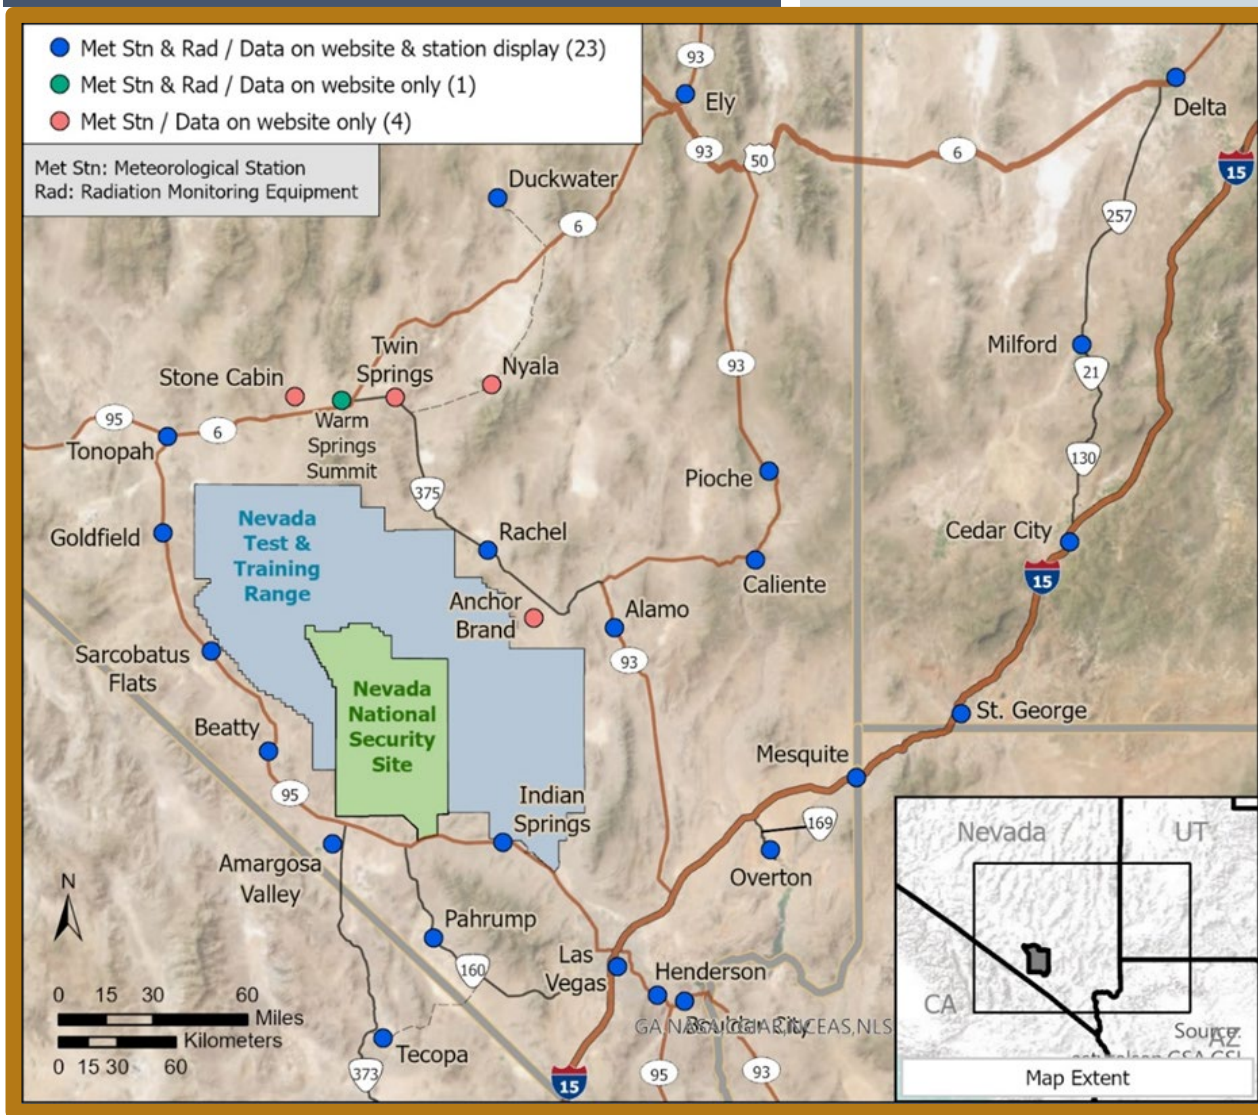 Met Stn & Rad / Data on website & station display (23)
Met Stn & Rad / Data on website only (1)
Met Stn / Data on website only (4)
Met Stn: Meteorological Station
Rad: Radiation Monitoring Equipment
93
Ely
93
50
6
Delta
15
257
Duckwater
6
Milford
21
130
Twin
Springs
Nyala
Stone Cabin
Warm
Springs
Summit
95
6
Tonopah
93
375
Pioche
Goldfield
Nevada
Test &
Training
Range
Rachel
Cedar City
15
Caliente
Anchor
Brand
Alamo
93
Sarcobatus
Flats
Nevada
National
Security
Site
Beatty
95
St. George
Mesquite
Indian
Springs
169
Overton
Amargosa
Valley
N
Pahrump
160
Las
Vegas
Henderson
Boulder City
0 15 30 60
Miles
Kilometers
0 15 30 60
Tecopa
373
15
95
93
Nevada
UT
CA
AZ
Source:
Map Extent